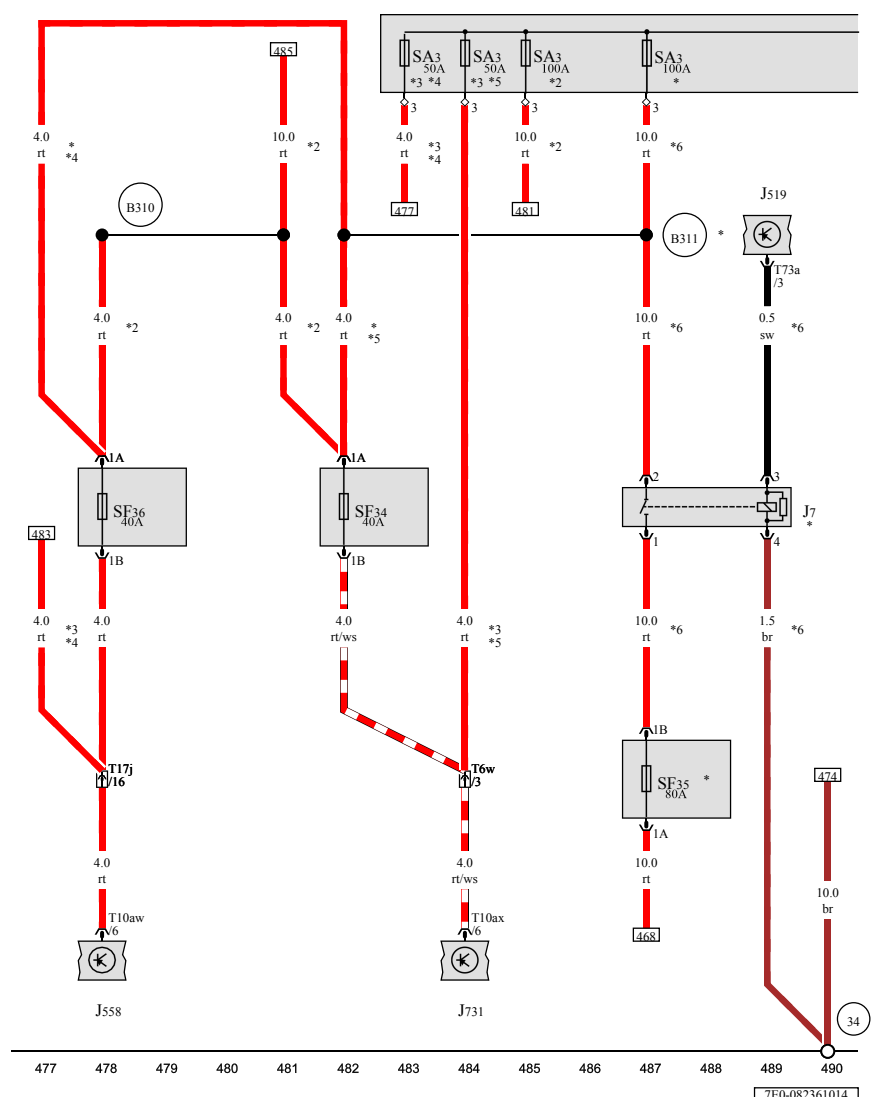 485
SA3 SA3 SA3 SA3
50A 50A 100A 100A
*3 *4 *3 *5 *2 *
3 3 3 3
4.0 10.0 4.0 10.0 10.0
rt * rt *2 rt *3 rt *2 rt *6
*4 *4
J519
B310 477 481
B311 *
T73a
/3
4.0 4.0 4.0 10.0 0.5
rt *2 rt *2 rt * rt *6 sw *6
*5
1A 1A 2 3
SF36 SF34 J7
40A 40A *
483
1B 1B 1 4
4.0 4.0 4.0 4.0 10.0 1.5
rt *3 rt rt/ws rt *3 rt *6 br *6
*4 *5
1B
T17j T6w
/16 /3
SF35 *
80A
474
1A
4.0 4.0 10.0
rt rt/ws rt
10.0
br
T10aw T10ax
/6 /6
468
J558 J731
34
477 478 479 480 481 482 483 484 485 486 487 488 489 490
7E0-082361014